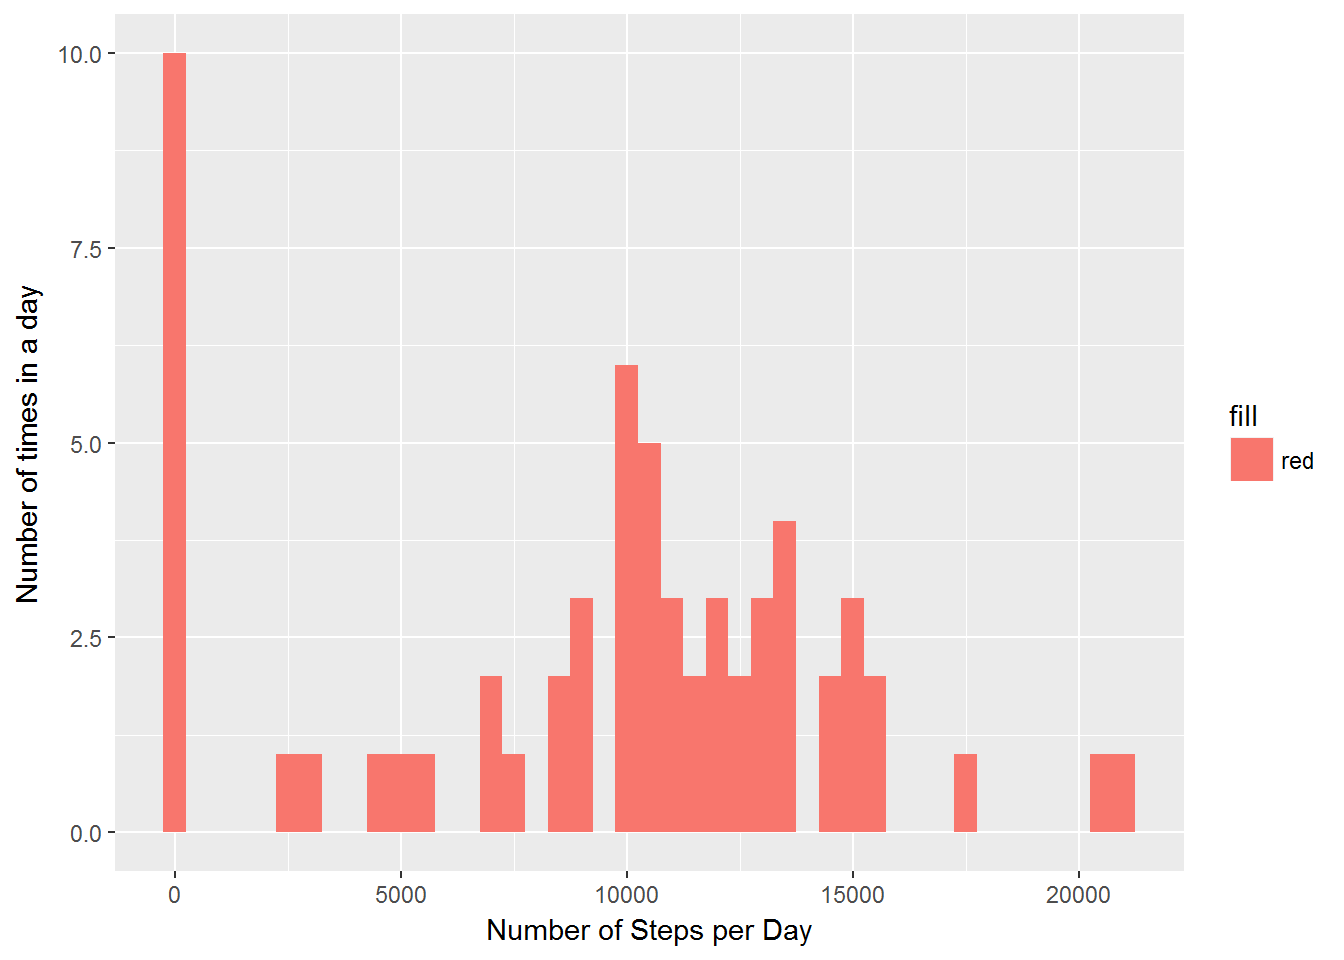 10.0
7.5
5.0
2.5
0.0
Number of times in a day
0 5000 10000 15000 20000
Number of Steps per Day
fill
red